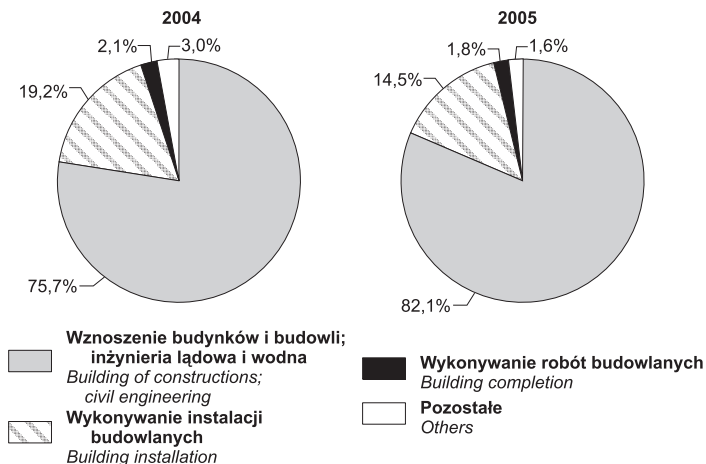 2004
2,1%
3,0%
19,2%
75,7%
2005
1,8%
1,6%
14,5%
82,1%
Wznoszenie budynków i budowli;
inżynieria lądowa i wodna
Building of constructions;
civil engineering
Wykonywanie instalacji
budowlanych
Building installation
Wykonywanie robót budowlanych
Building completion
Pozostałe
Others